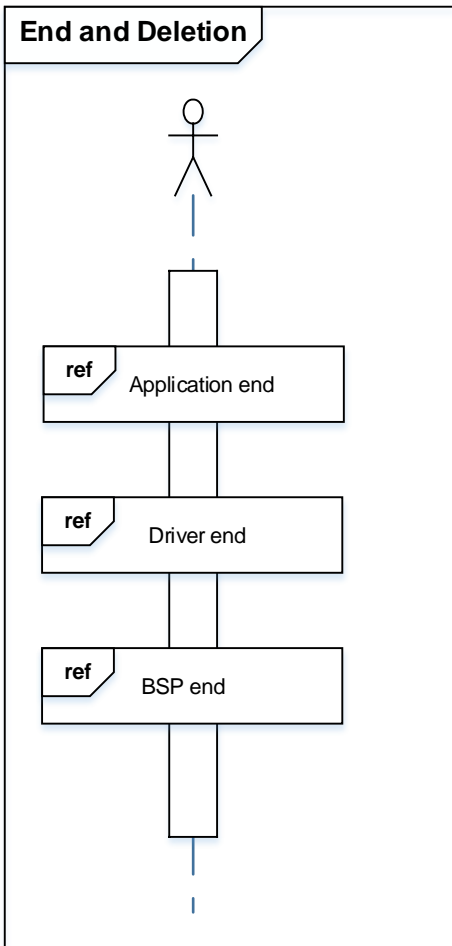 End and Deletion
ref
Application end
ref
Driver end
ref
BSP end